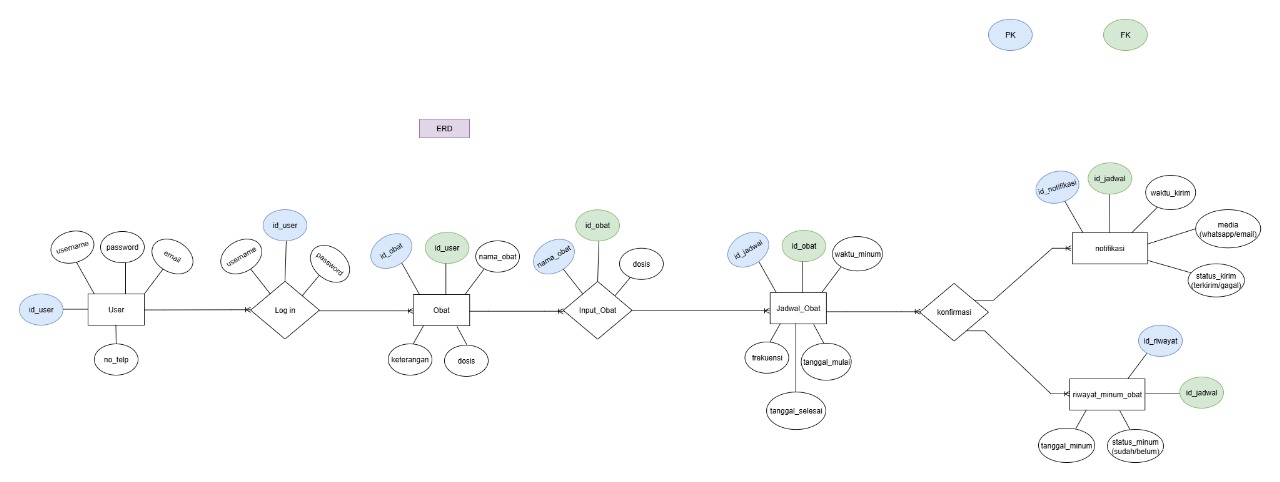 PK
FK
ERD
id_notifikasi
id_jadwal
waktu_kirim
media
(whatsapp/email)
notifikasi
status_kirim
(terkirim/gagal)
username
password
email
id_user
User
no_telp
id_user
username
password
Log in
id_obat
id_user
nama_obat
Obat
keterangan
dosis
id_obat
nama_obat
dosis
Input_Obat
id_jadwal
id_obat
waktu_minum
Jadwal_Obat
frekuensi
tanggal_mulai
tanggal_selesai
konfirmasi
id_riwayat
riwayat_minum_obat
id_jadwal
tanggal_minum
status_minum
(sudah/belum)